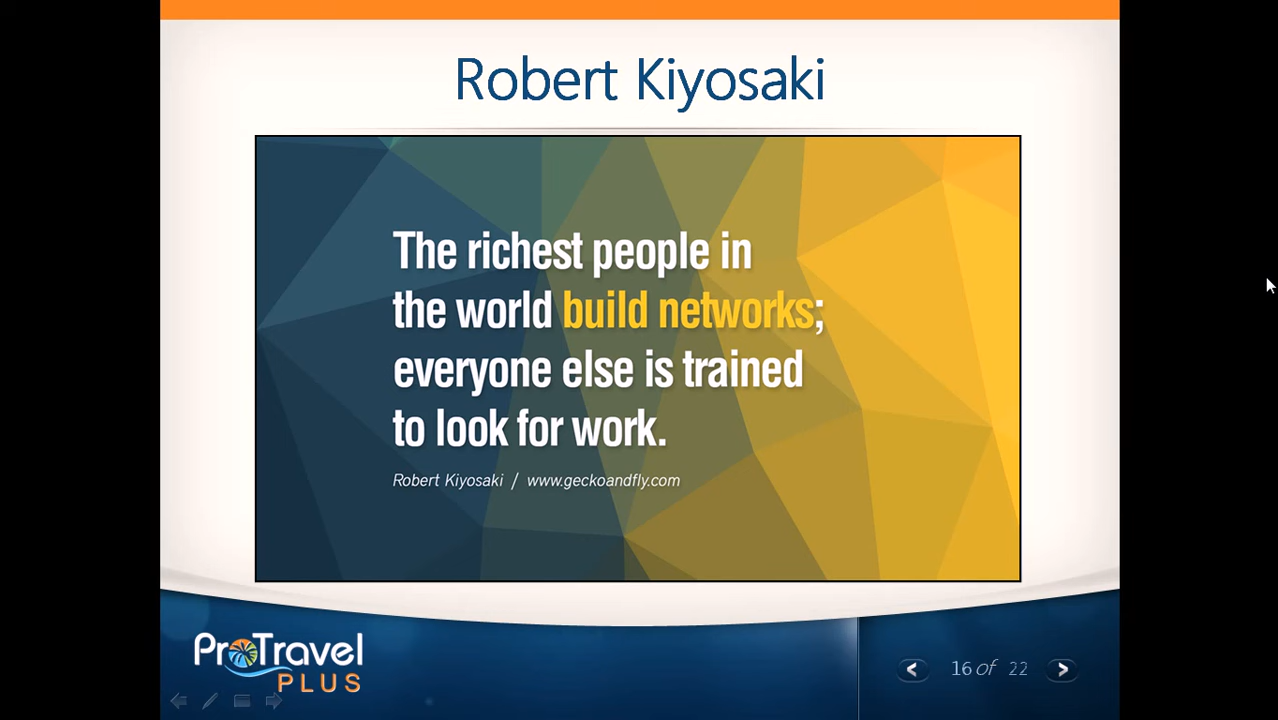 Robert Kiyosaki
The richest people in
the world build networks;
everyone else is trained
to look for work.
Robert Kiyosaki / www.geckoandfly.com
ProTravel
PLUS
16 of 22